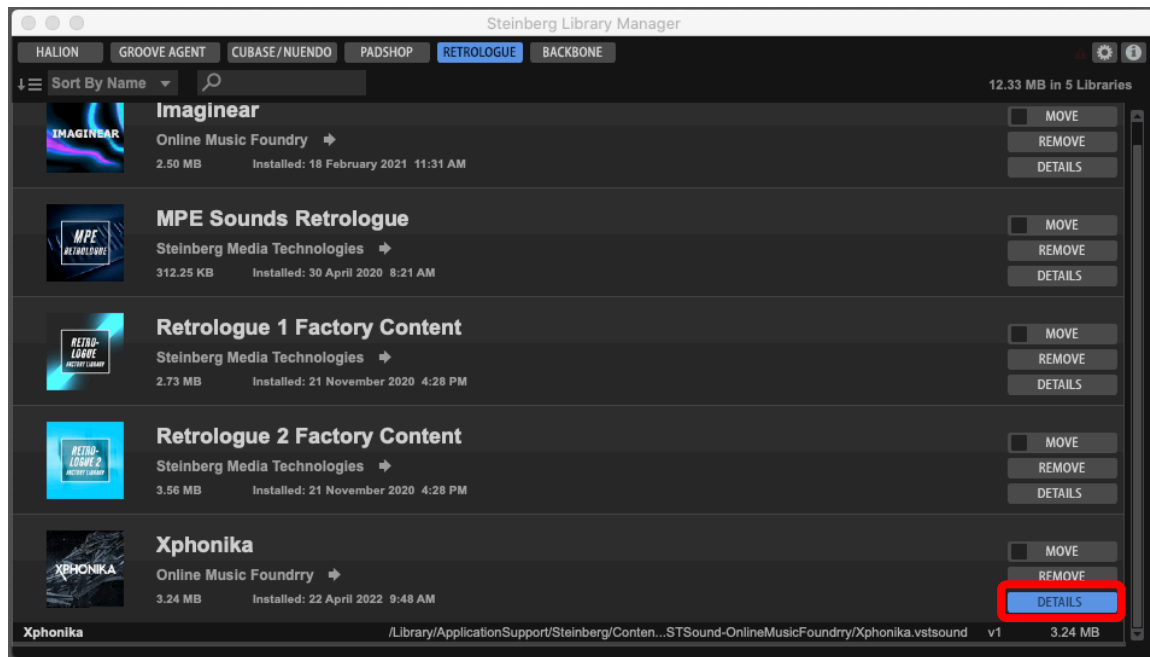 Steinberg Library Manager
HALION GROOVE AGENT CUBASE/NUENDO PADSHOP RETROLOGUE BACKBONE
Sort By Name 12.33 MB in 5 Libraries
IMAGINEAR
Imaginear
Online Music Foundry
2.50 MB Installed: 18 February 2021 11:31 AM
MOVE
REMOVE
DETAILS
MPE
RETROLOGUE
MPE Sounds Retrologue
Steinberg Media Technologies
312.25 KB Installed: 30 April 2020 8:21 AM
MOVE
REMOVE
DETAILS
RETRO-
LOGUE
FACTORY LIBRARY
Retrologue 1 Factory Content
Steinberg Media Technologies
2.73 MB Installed: 21 November 2020 4:28 PM
MOVE
REMOVE
DETAILS
RETRO-
LOGUE 2
FACTORY LIBRARY
Retrologue 2 Factory Content
Steinberg Media Technologies
3.56 MB Installed: 21 November 2020 4:28 PM
MOVE
REMOVE
DETAILS
XPHONIKA
Xphonika
Online Music Foundrry
3.24 MB Installed: 22 April 2022 9:48 AM
MOVE
REMOVE
DETAILS
Xphonika /Library/ApplicationSupport/Steinberg/Conten...STSound-OnlineMusicFoundrry/Xphonika.vstsound v1 3.24 MB